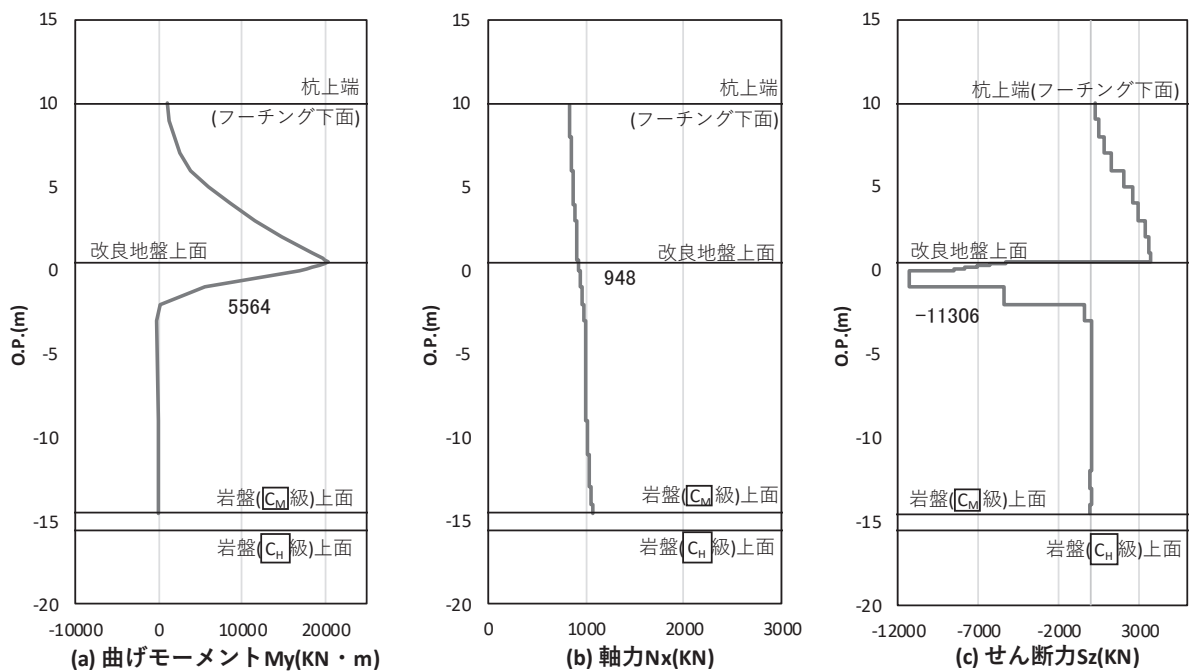 15
10
5
0
-5
-10
-15
-20
O.P.(m)
杭上端
(フーチング下面)
改良地盤上面
5564
岩盤(CM級)上面
岩盤(CH級)上面
-10000
0
10000
20000
(a) 曲げモーメントMy(KN・m)
15
10
5
0
-5
-10
-15
-20
O.P.(m)
杭上端
(フーチング下面)
改良地盤上面
948
岩盤(CM級)上面
岩盤(CH級)上面
0
1000
2000
3000
(b) 軸力Nx(KN)
15
10
5
0
-5
-10
-15
-20
O.P.(m)
杭上端(フーチング下面)
改良地盤上面
-11306
岩盤(CM級)上面
岩盤(CH級)上面
-12000
-7000
-2000
3000
(c) せん断力Sz(KN)